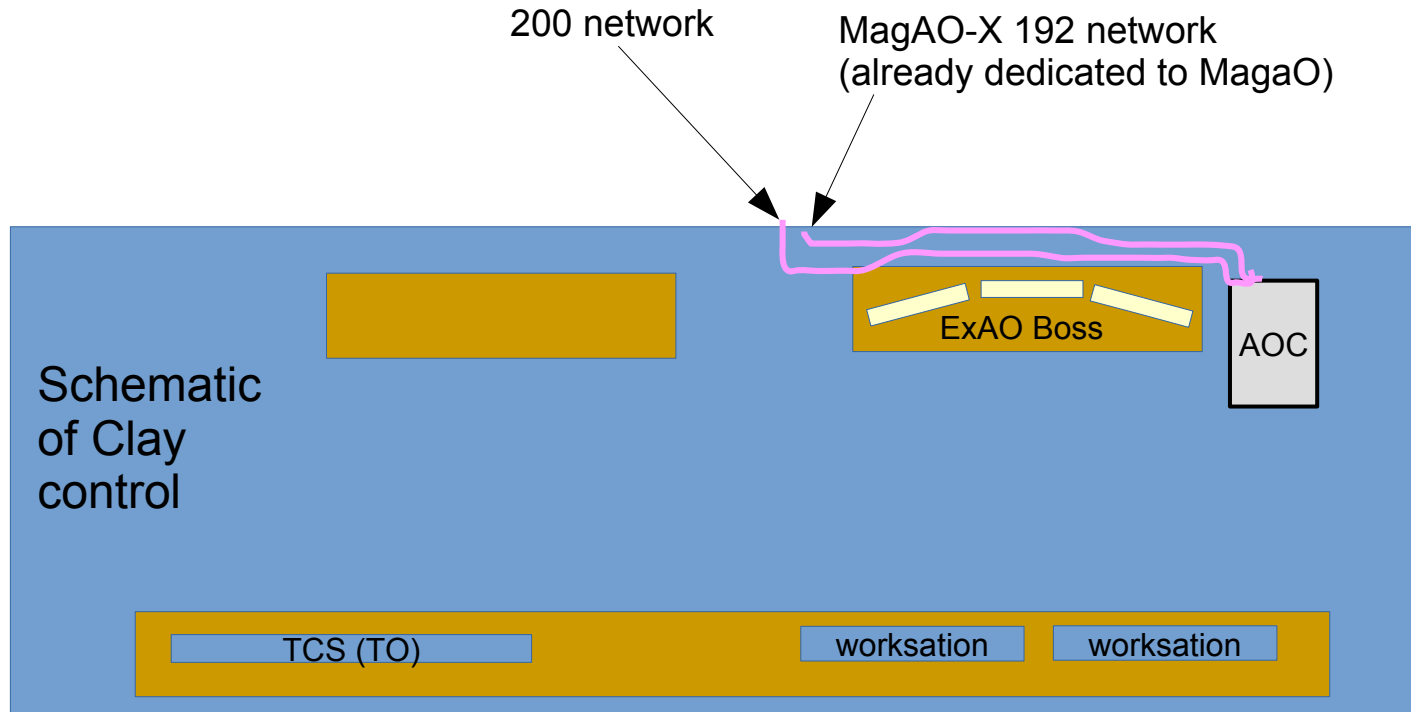 200 network
MagAO-X 192 network
(already dedicated to MagaO)
ExAO Boss
AOC
Schematic
of Clay
control
TCS (TO)
worksation
worksation